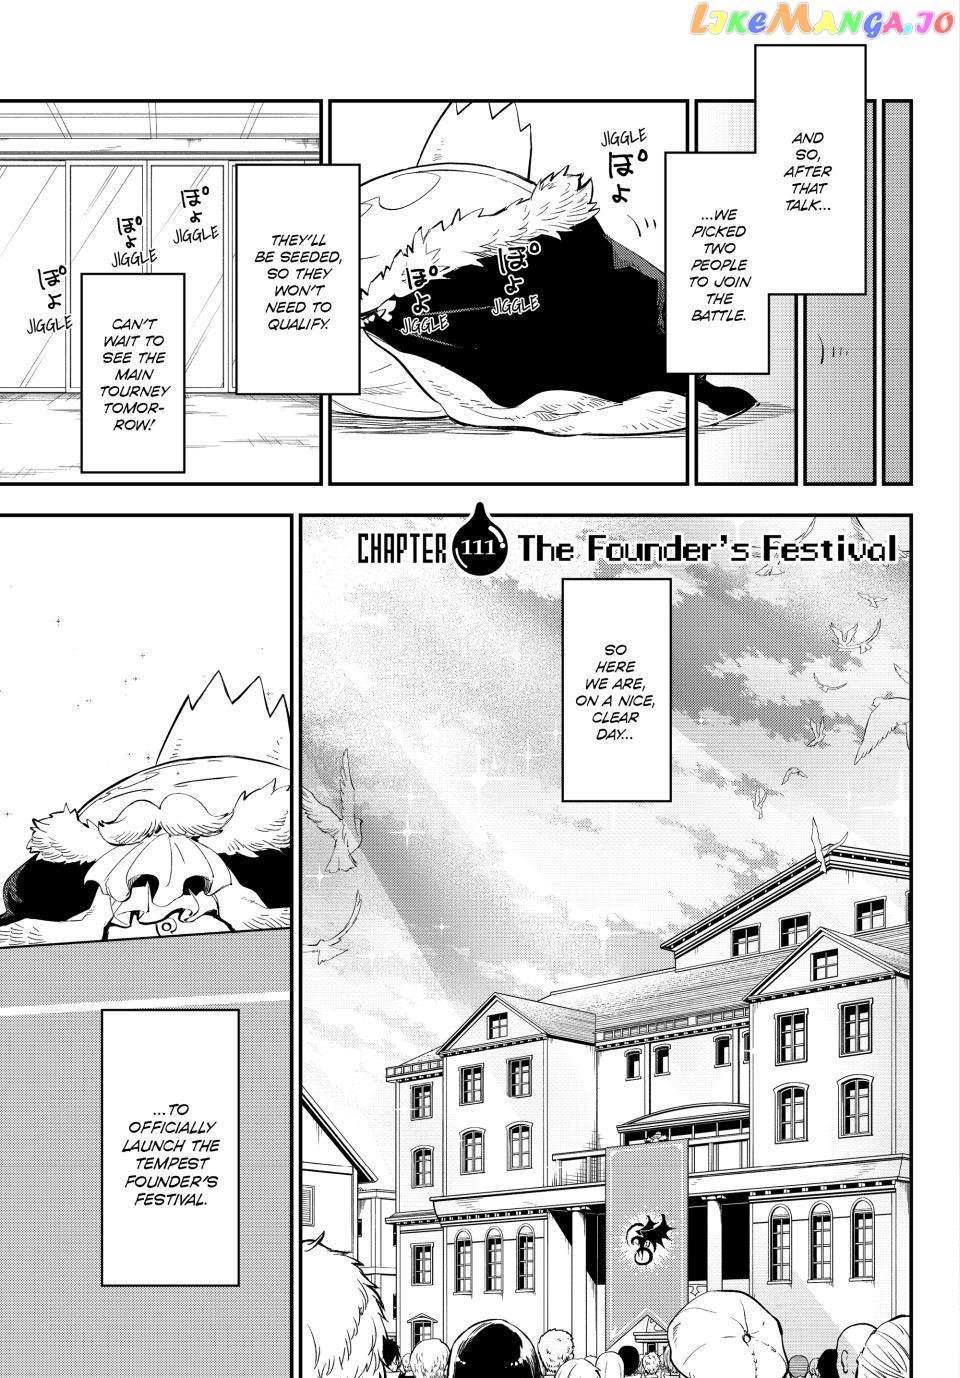 LIKEMANGA.IO
AND
SO,
AFTER
THAT
TALK...
...WE
PICKED
TWO
PEOPLE
TO JOIN
THE
BATTLE.
JIGGLE
ぽよ
ぽよ
JIGGLE
ぽよ
JIGGLE
THEY'LL
BE SEEDED,
SO THEY
WON'T
NEED TO
QUALIFY.
ぽよ
JIGGLE
ぽよ
JIGGLE
ぽよ
JIGGLE
CAN'T
WAIT TO
SEE THE
MAIN
TOURNEY
TOMOR-
ROW!
CHAPTER 111 The Founder's Festival
SO
HERE
WE ARE,
ON A NICE,
CLEAR
DAY...
...TO
OFFICIALLY
LAUNCH THE
TEMPEST
FOUNDER'S
FESTIVAL.